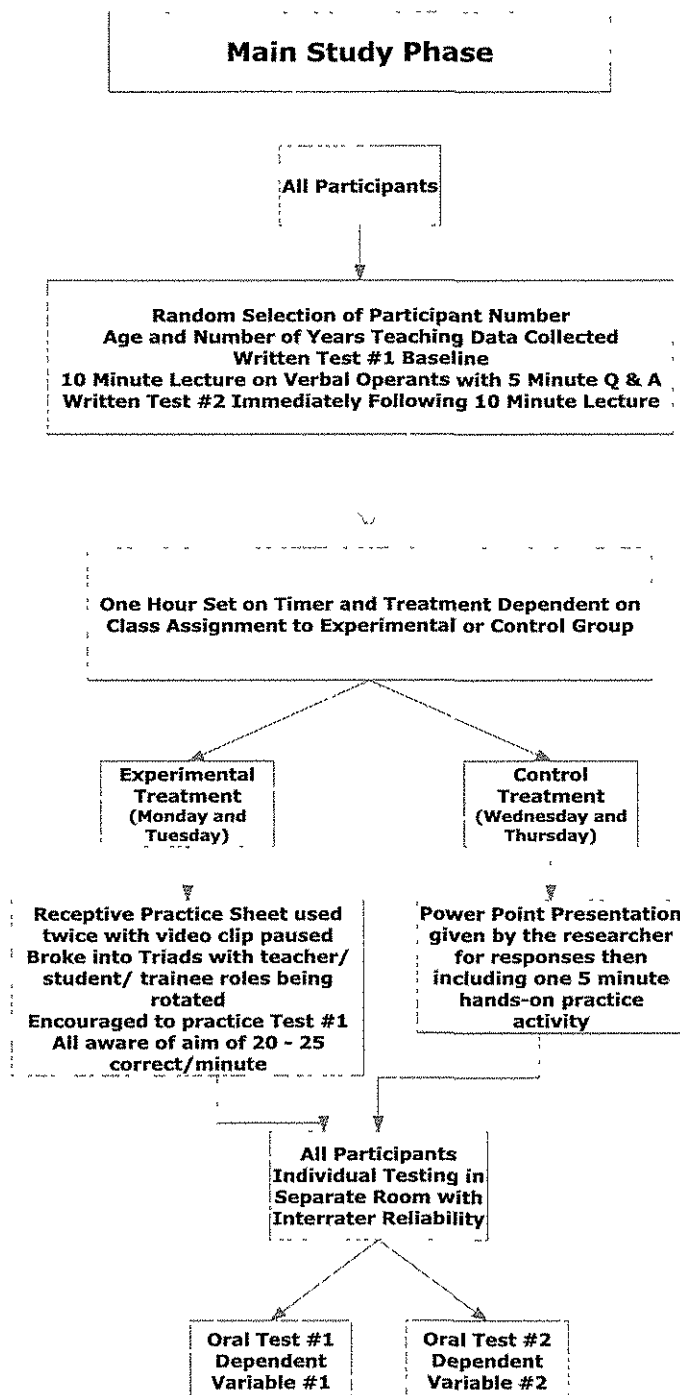 Main Study Phase
All Participants
Random Selection of Participant Number
Age and Number of Years Teaching Data Collected
Written Test #1 Baseline
10 Minute Lecture on Verbal Operants with 5 Minute Q & A
Written Test #2 Immediately Following 10 Minute Lecture
One Hour Set on Timer and Treatment Dependent on
Class Assignment to Experimental or Control Group
Experimental
Treatment
(Monday and
Tuesday)
Control
Treatment
(Wednesday and
Thursday)
Receptive Practice Sheet used
twice with video clip paused
Broke into Triads with teacher/
student/ trainee roles being
rotated
Encouraged to practice Test #1
All aware of aim of 20 - 25
correct/minute
Power Point Presentation
given by the researcher
for responses then
including one 5 minute
hands-on practice
activity
All Participants
Individual Testing in
Separate Room with
Interrater Reliability
Oral Test #1
Dependent
Variable #1
Oral Test #2
Dependent
Variable #2